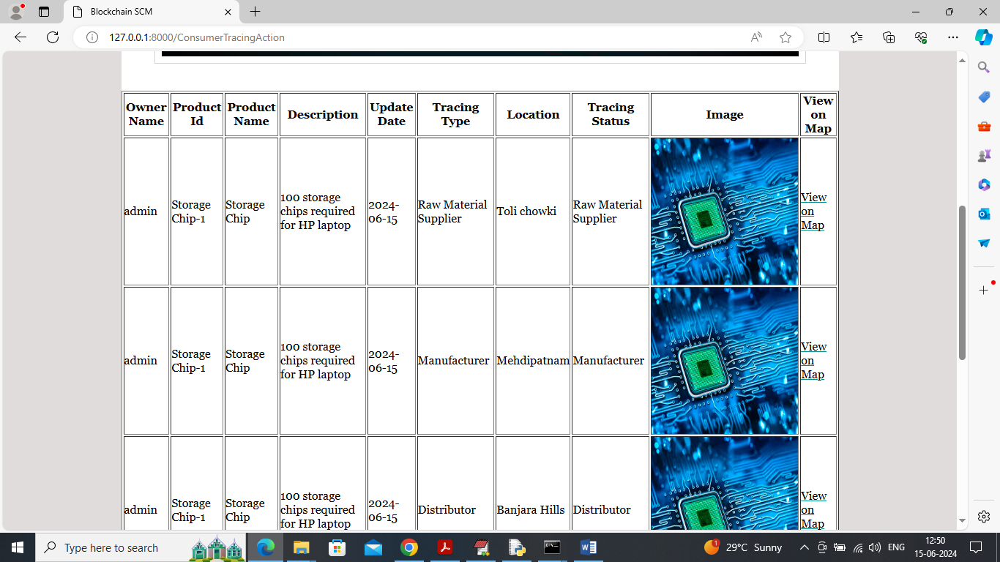 Blockchain SCM
127.0.0.1:8000/ConsumerTracingAction
Owner Name
Product Id
Product Name
Description
Update Date
Tracing Type
Location
Tracing Status
Image
View on Map
admin
Storage Chip-1
Storage Chip
100 storage chips required for HP laptop
2024-06-15
Raw Material Supplier
Toli chowki
Raw Material Supplier
View on Map
admin
Storage Chip-1
Storage Chip
100 storage chips required for HP laptop
2024-06-15
Manufacturer
Mehdipatnam
Manufacturer
View on Map
admin
Storage Chip-1
Storage Chip
100 storage chips required for HP laptop
2024-06-15
Distributor
Banjara Hills
Distributor
View on Map
Type here to search
1
29°C Sunny
ENG
12:50
15-06-2024